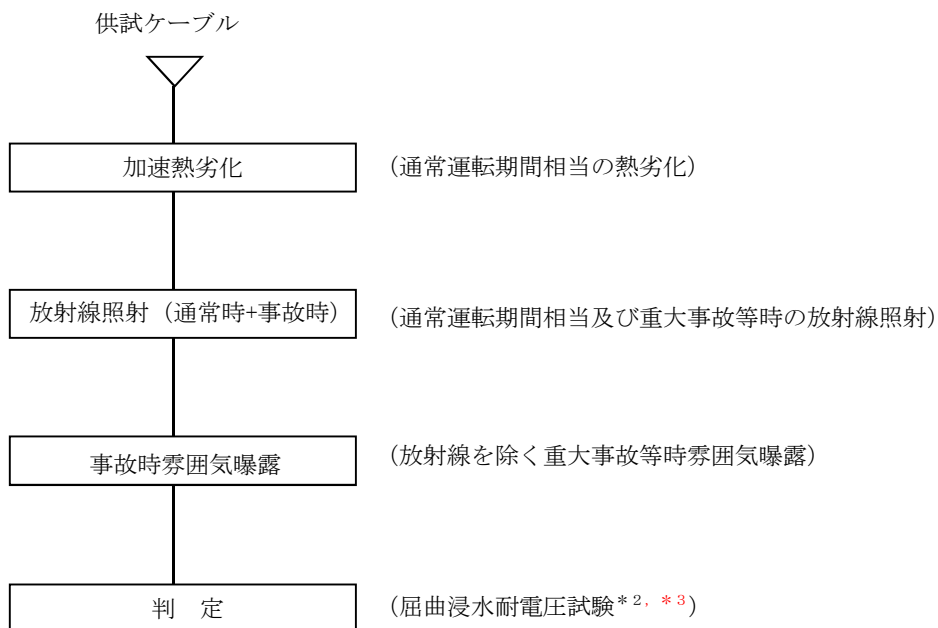 供試ケーブル
加速熱劣化 （通常運転期間相当の熱劣化）
放射線照射（通常時+事故時） （通常運転期間相当及び重大事故等時の放射線照射）
事故時雰囲気曝露 （放射線を除く重大事故等時雰囲気曝露）
判　定 （屈曲浸水耐電圧試験＊２，＊３）